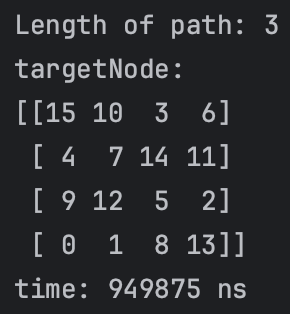 Length of path: 3
targetNode:
[[15 10  3  6]
 [ 4  7 14 11]
 [ 9 12  5  2]
 [ 0  1  8 13]]
time: 949875 ns